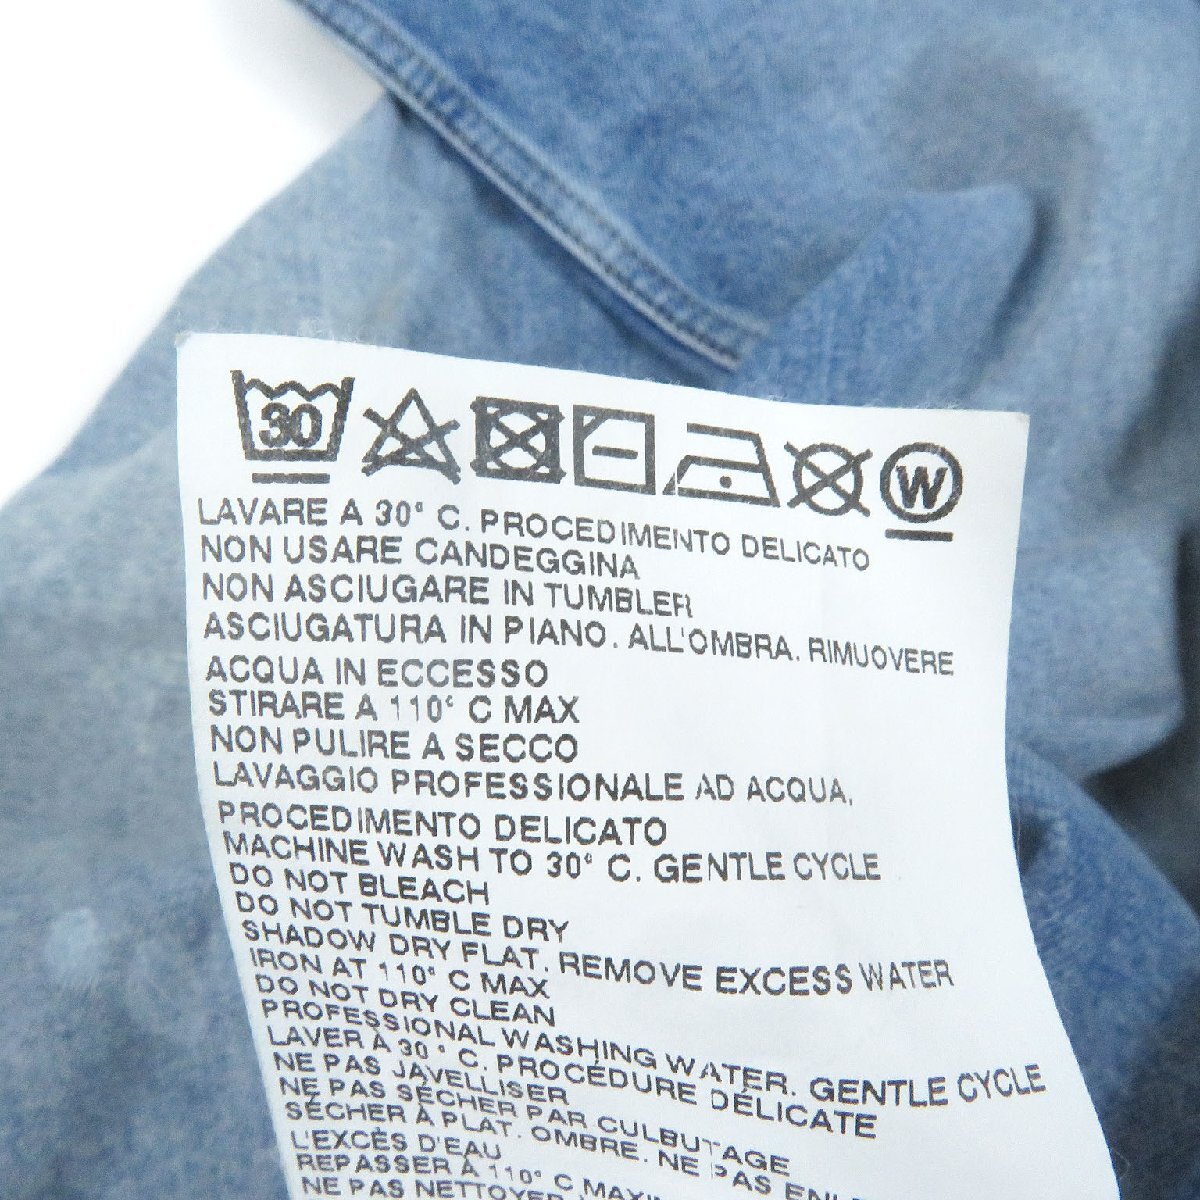 30
W
LAVARE A 30° C. PROCEDIMENTO DELICATO
NON USARE CANDEGGINA
NON ASCIUGARE IN TUMBLER
ASCIUGATURA IN PIANO. ALL'OMBRA. RIMUOVERE
ACQUA IN ECCESSO
STIRARE A 110° C MAX
NON PULIRE A SECCO
LAVAGGIO PROFESSIONALE AD ACQUA.
PROCEDIMENTO DELICATO
MACHINE WASH TO 30° C. GENTLE CYCLE
DO NOT BLEACH
DO NOT TUMBLE DRY
SHADOW DRY FLAT. REMOVE EXCESS WATER
IRON AT 110° C MAX
DO NOT DRY CLEAN
PROFESSIONAL WASHING WATER. GENTLE CYCLE
LAVER À 30° C. PROCÉDURE DÉLICATE
NE PAS JAVELLISER
NE PAS SÉCHER PAR CULBUTAGE
SÉCHER À PLAT. OMBRE. NE PAS
L'EXCÈS D'EAU
REPASSER À 110° C
NE PAS NETTOYER